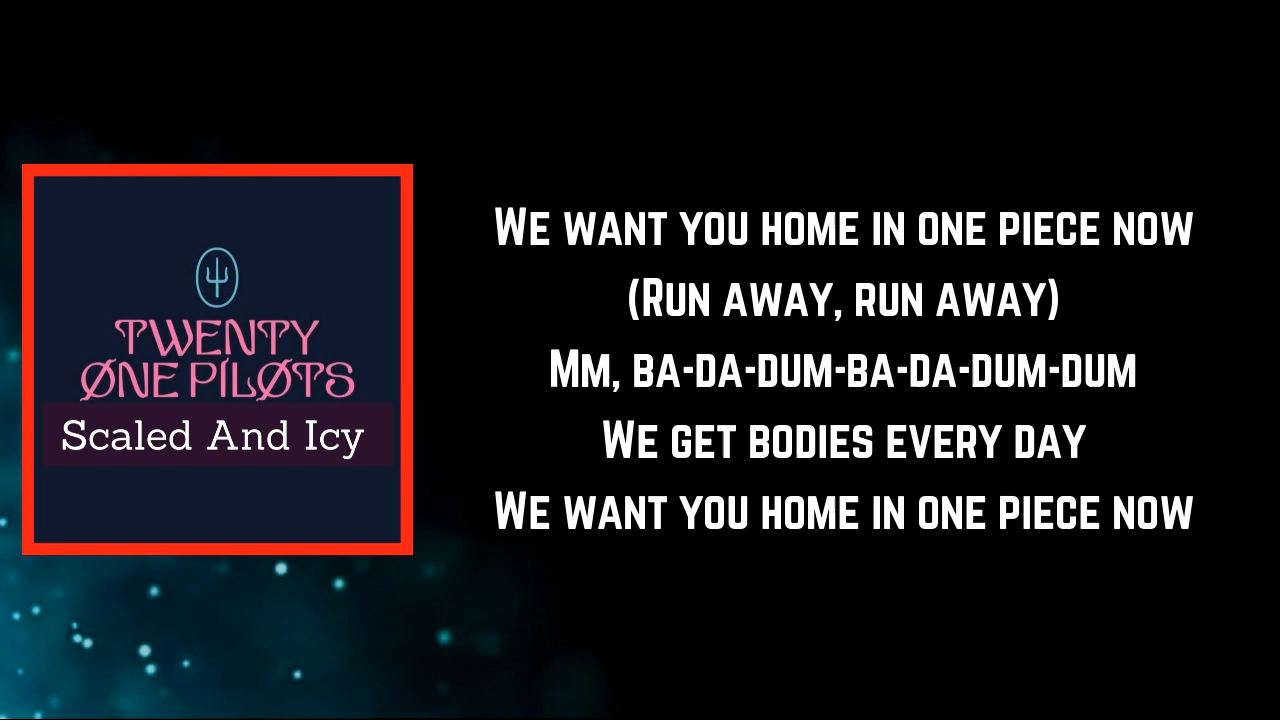 TWENTY
ØNE PILØTS
Scaled And Icy
We want you home in one piece now
(Run away, run away)
Mm, ba-da-dum-ba-da-dum-dum
We get bodies every day
We want you home in one piece now